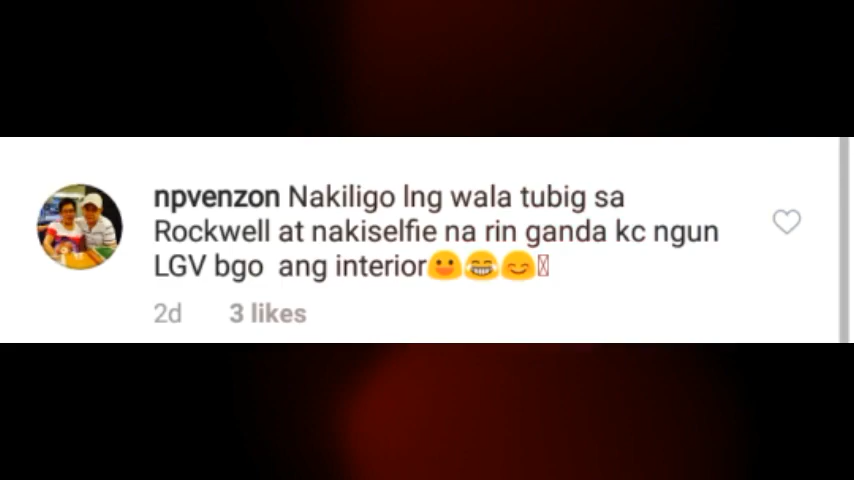 npvenzon Nakiligo lng wala tubig sa
Rockwell at nakiselfie na rin ganda kc ngun
LGV bgo  ang interior😃😂😊
2d 3 likes